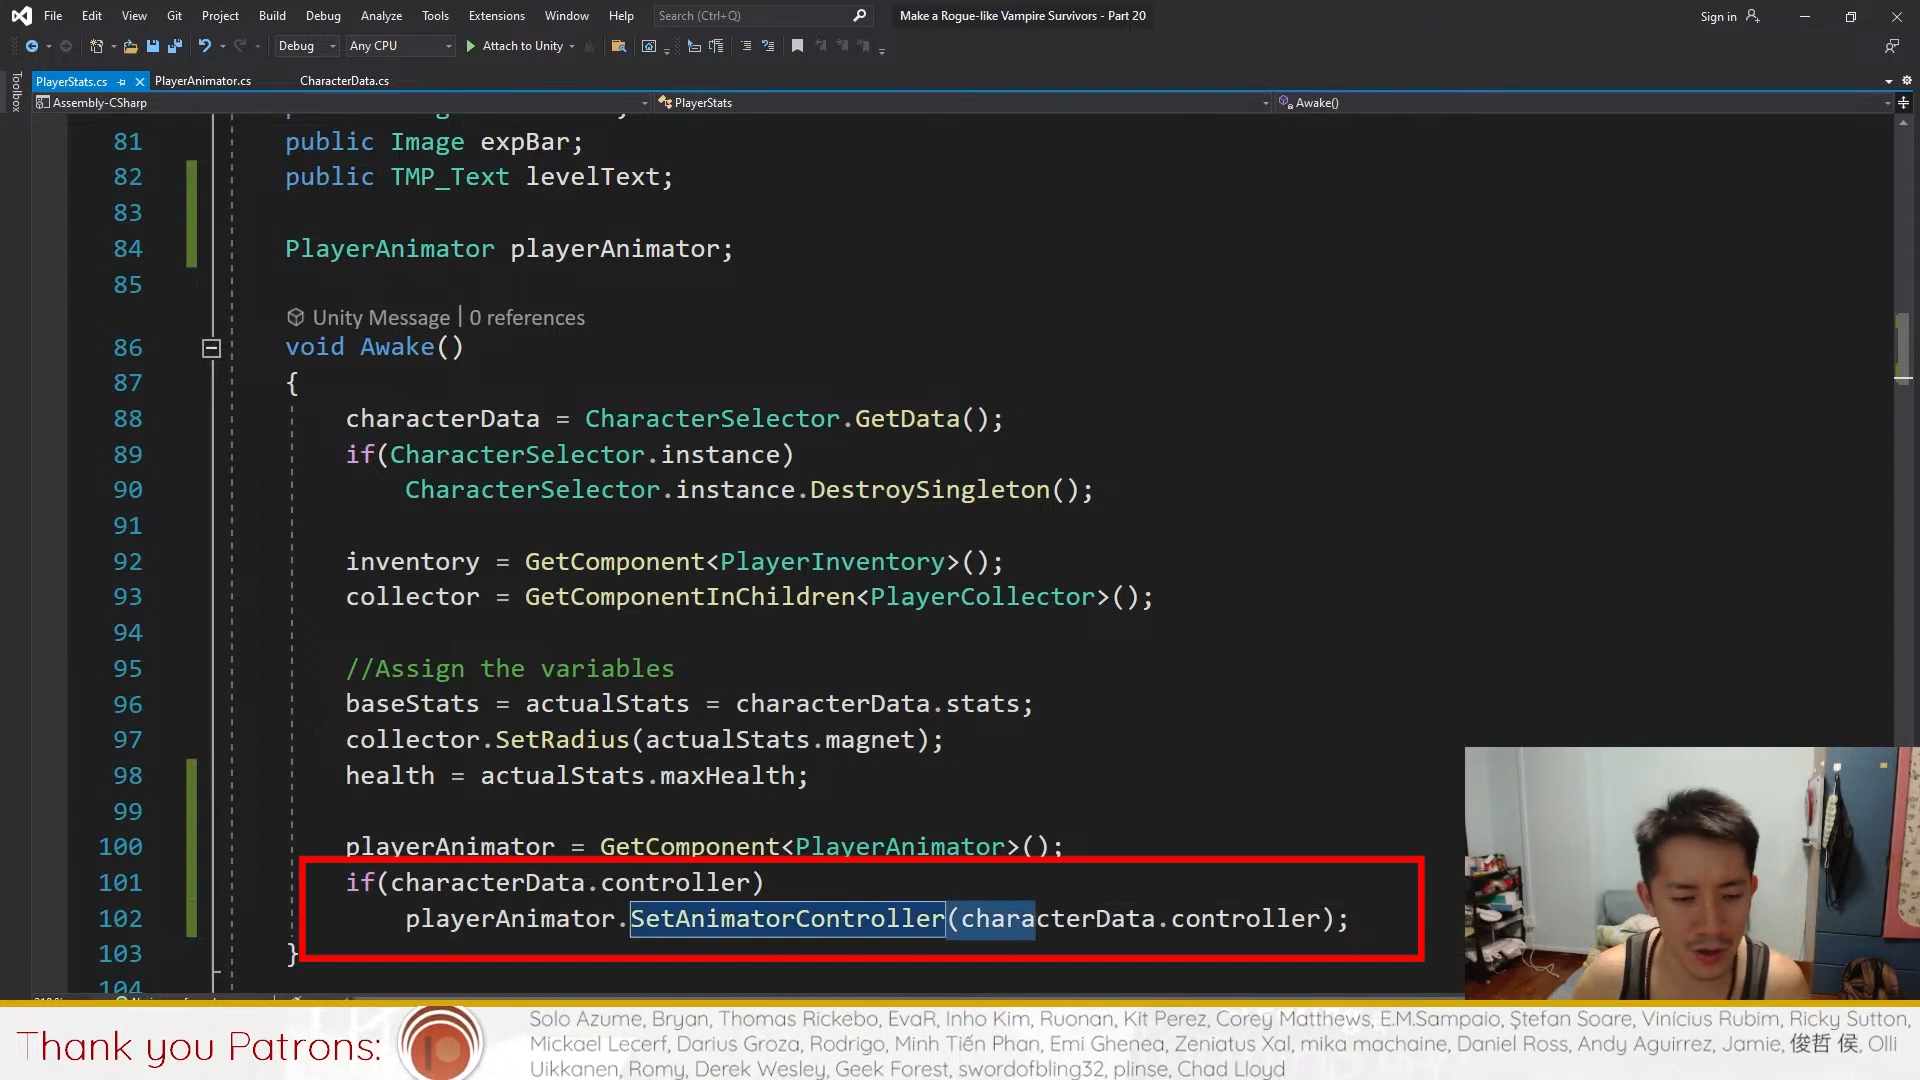 File Edit View Git Project Build Debug Analyze Tools Extensions Window Help Search (Ctrl+Q) Make a Rogue-like Vampire Survivors - Part 20 Sign in
Debug Any CPU Attach to Unity
Toolbox
PlayerStats.cs PlayerAnimator.cs CharacterData.cs
Assembly-CSharp PlayerStats Awake()
81 public Image expBar;
82 public TMP_Text levelText;
83
84 PlayerAnimator playerAnimator;
85
Unity Message | 0 references
86 void Awake()
87 {
88 characterData = CharacterSelector.GetData();
89 if(CharacterSelector.instance)
90 CharacterSelector.instance.DestroySingleton();
91
92 inventory = GetComponent<PlayerInventory>();
93 collector = GetComponentInChildren<PlayerCollector>();
94
95 //Assign the variables
96 baseStats = actualStats = characterData.stats;
97 collector.SetRadius(actualStats.magnet);
98 health = actualStats.maxHealth;
99
100 playerAnimator = GetComponent<PlayerAnimator>();
101 if(characterData.controller)
102 playerAnimator.SetAnimatorController(characterData.controller);
103 }
104
Thank you Patrons:
Solo Azume, Bryan, Thomas Rickebo, EvaR, Inho Kim, Ruonan, Kit Perez, Corey Matthews, E.M.Sampaio, Ştefan Soare, Vinícius Rubim, Ricky Sutton,
Mickael Lecerf, Darius Groza, Rodrigo, Minh Tiến Phan, Emi Ghenea, Zeniatus Xal, mika machaine, Daniel Ross, Andy Aguirrez, Jamie, 俊哲 侯, Olli
Uikkanen, Romy, Derek Wesley, Geek Forest, swordofbling32, plinse, Chad Lloyd